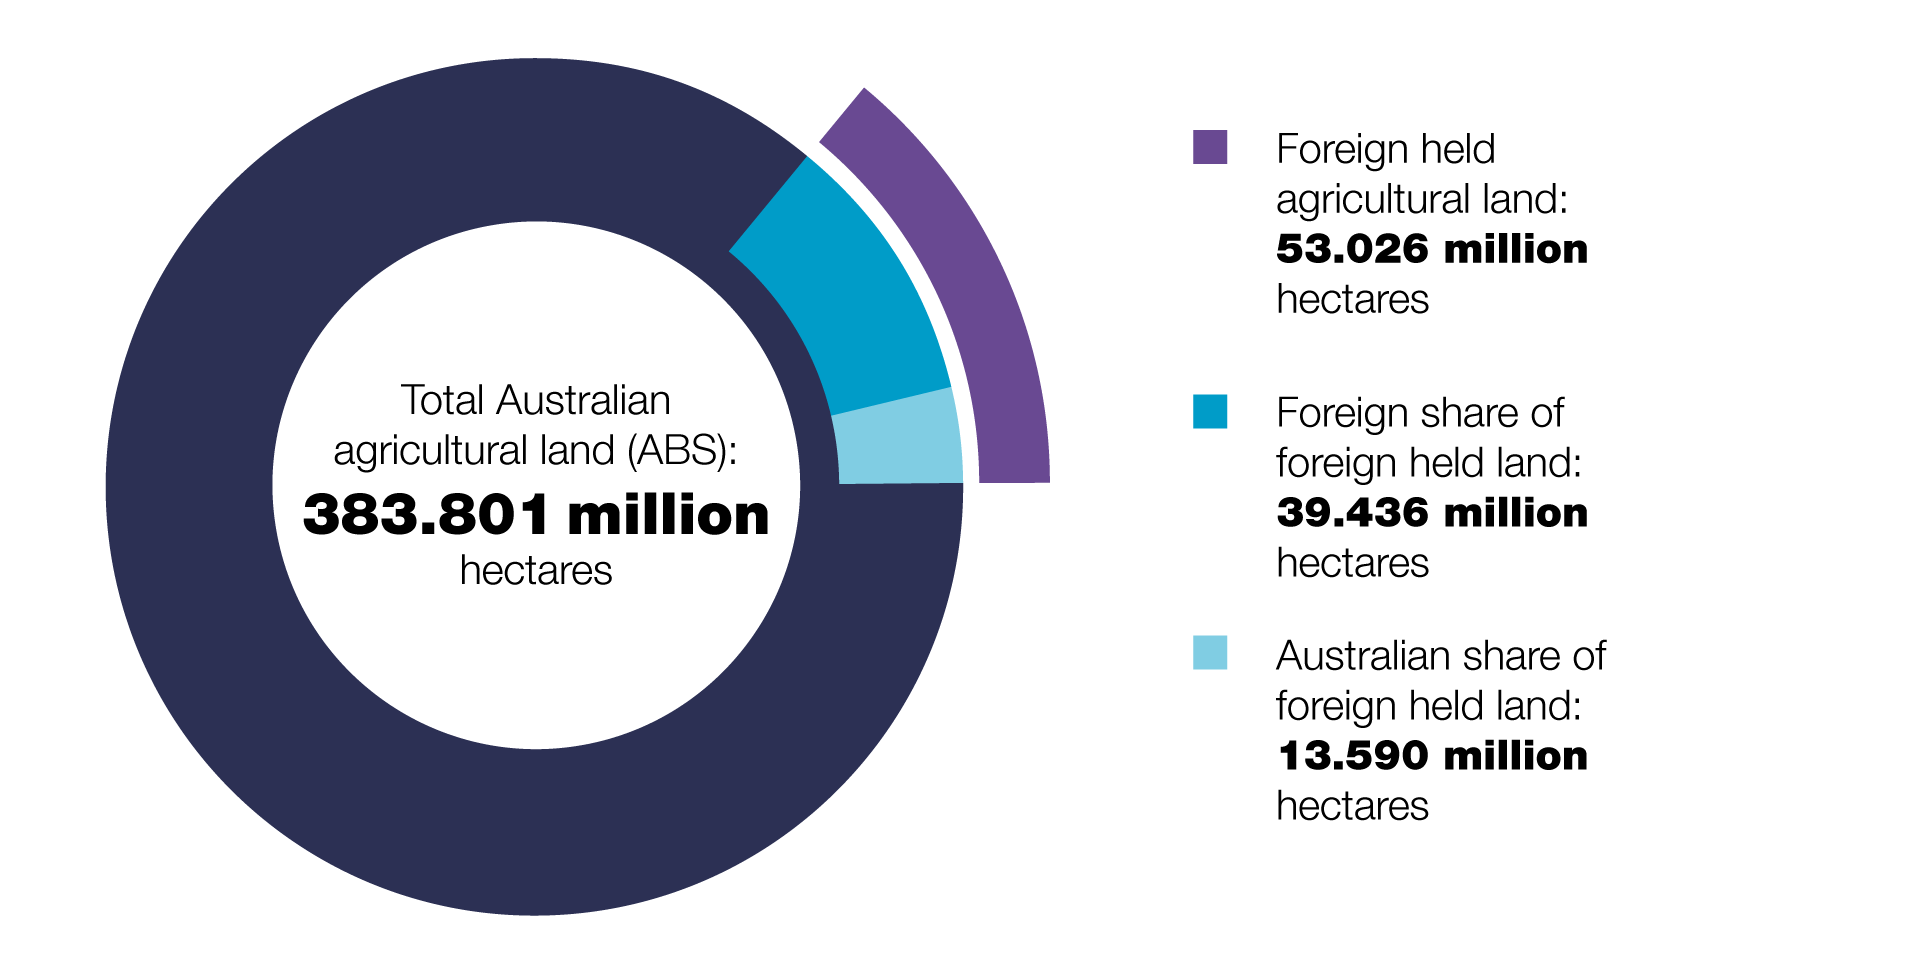 Total Australian
agricultural land (ABS):
383.801 million
hectares
Foreign held
agricultural land:
53.026 million
hectares
Foreign share of
foreign held land:
39.436 million
hectares
Australian share of
foreign held land:
13.590 million
hectares